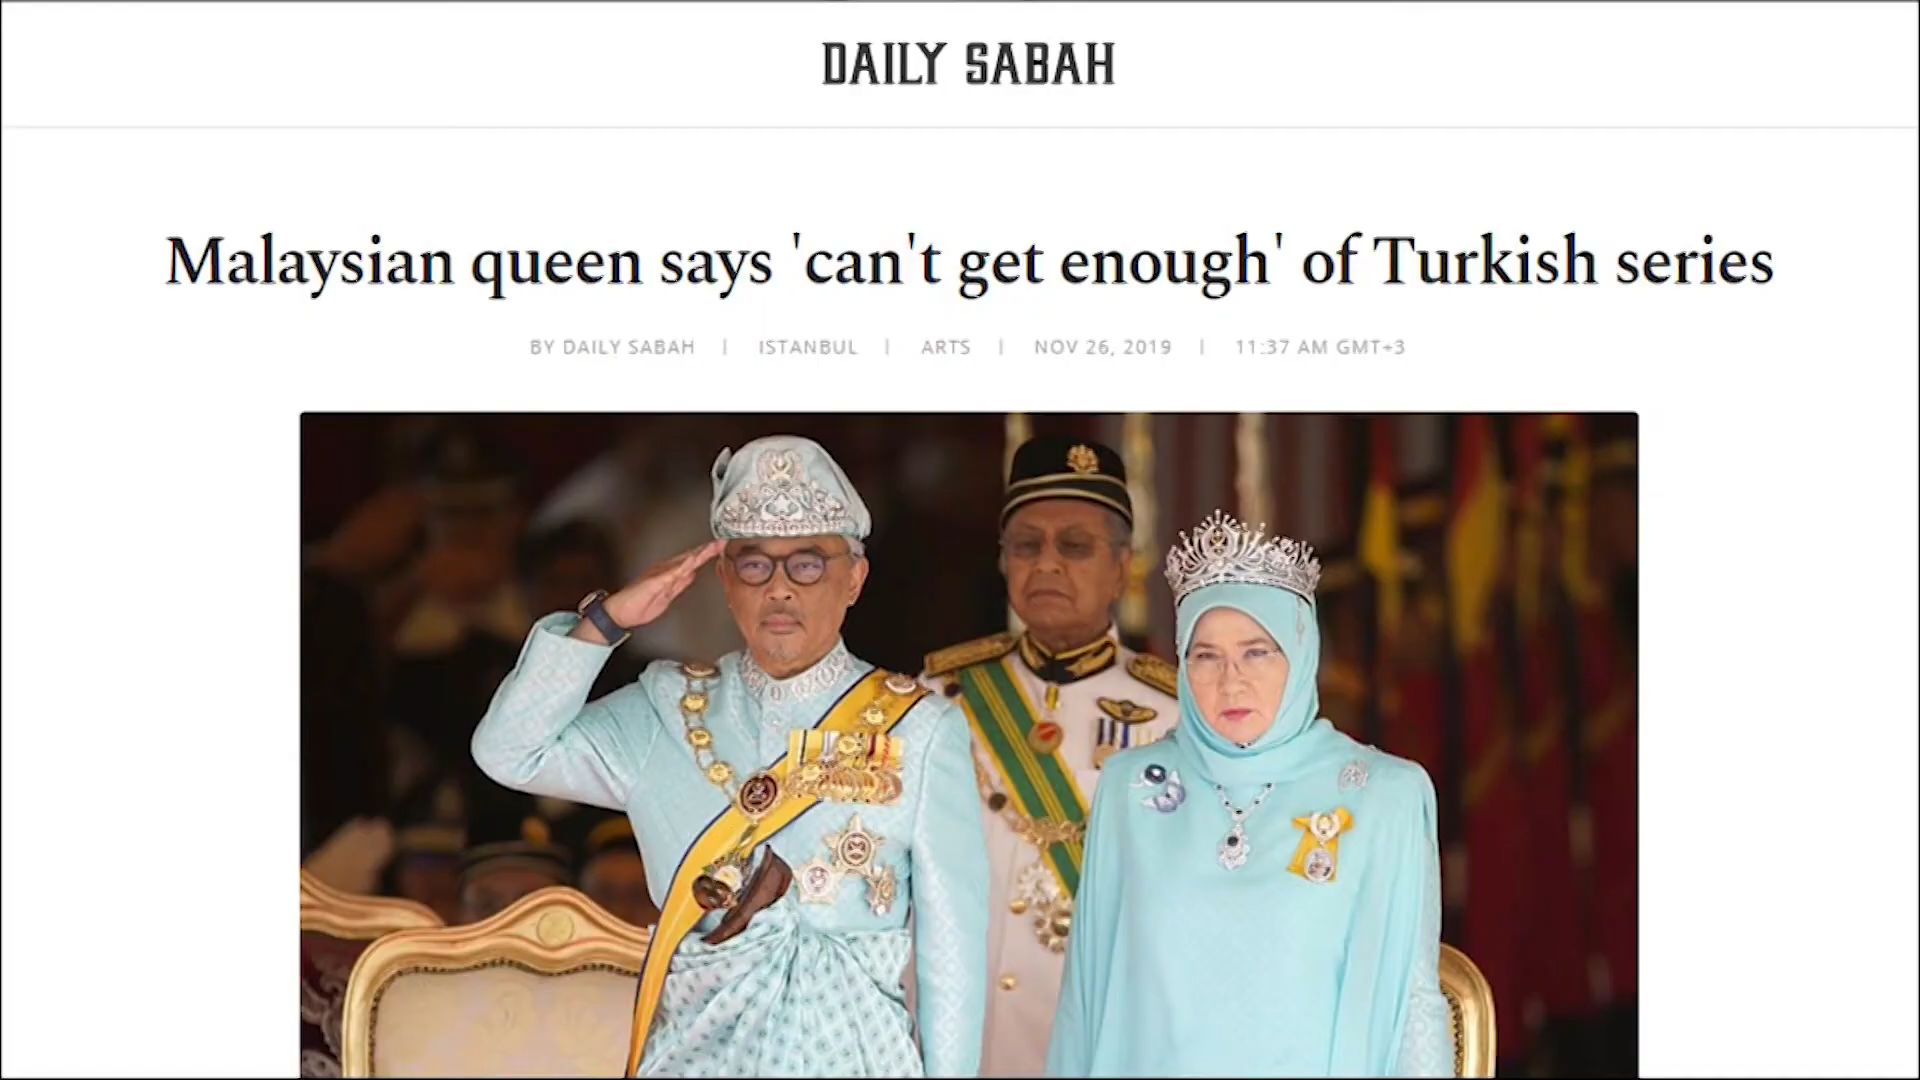 DAILY SABAH
Malaysian queen says 'can't get enough' of Turkish series
BY DAILY SABAH | ISTANBUL | ARTS | NOV 26, 2019 | 11:37 AM GMT+3